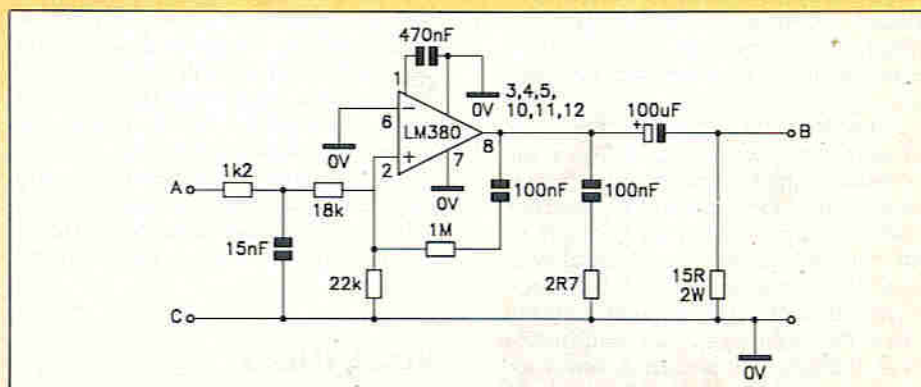 470nF
1
0V
3,4,5,
10,11,12
100uF
+
6
−
LM380
8
B
0V
+
2
7
A
1k2
18k
0V
100nF
100nF
1M
15nF
22k
2R7
15R
2W
C
0V